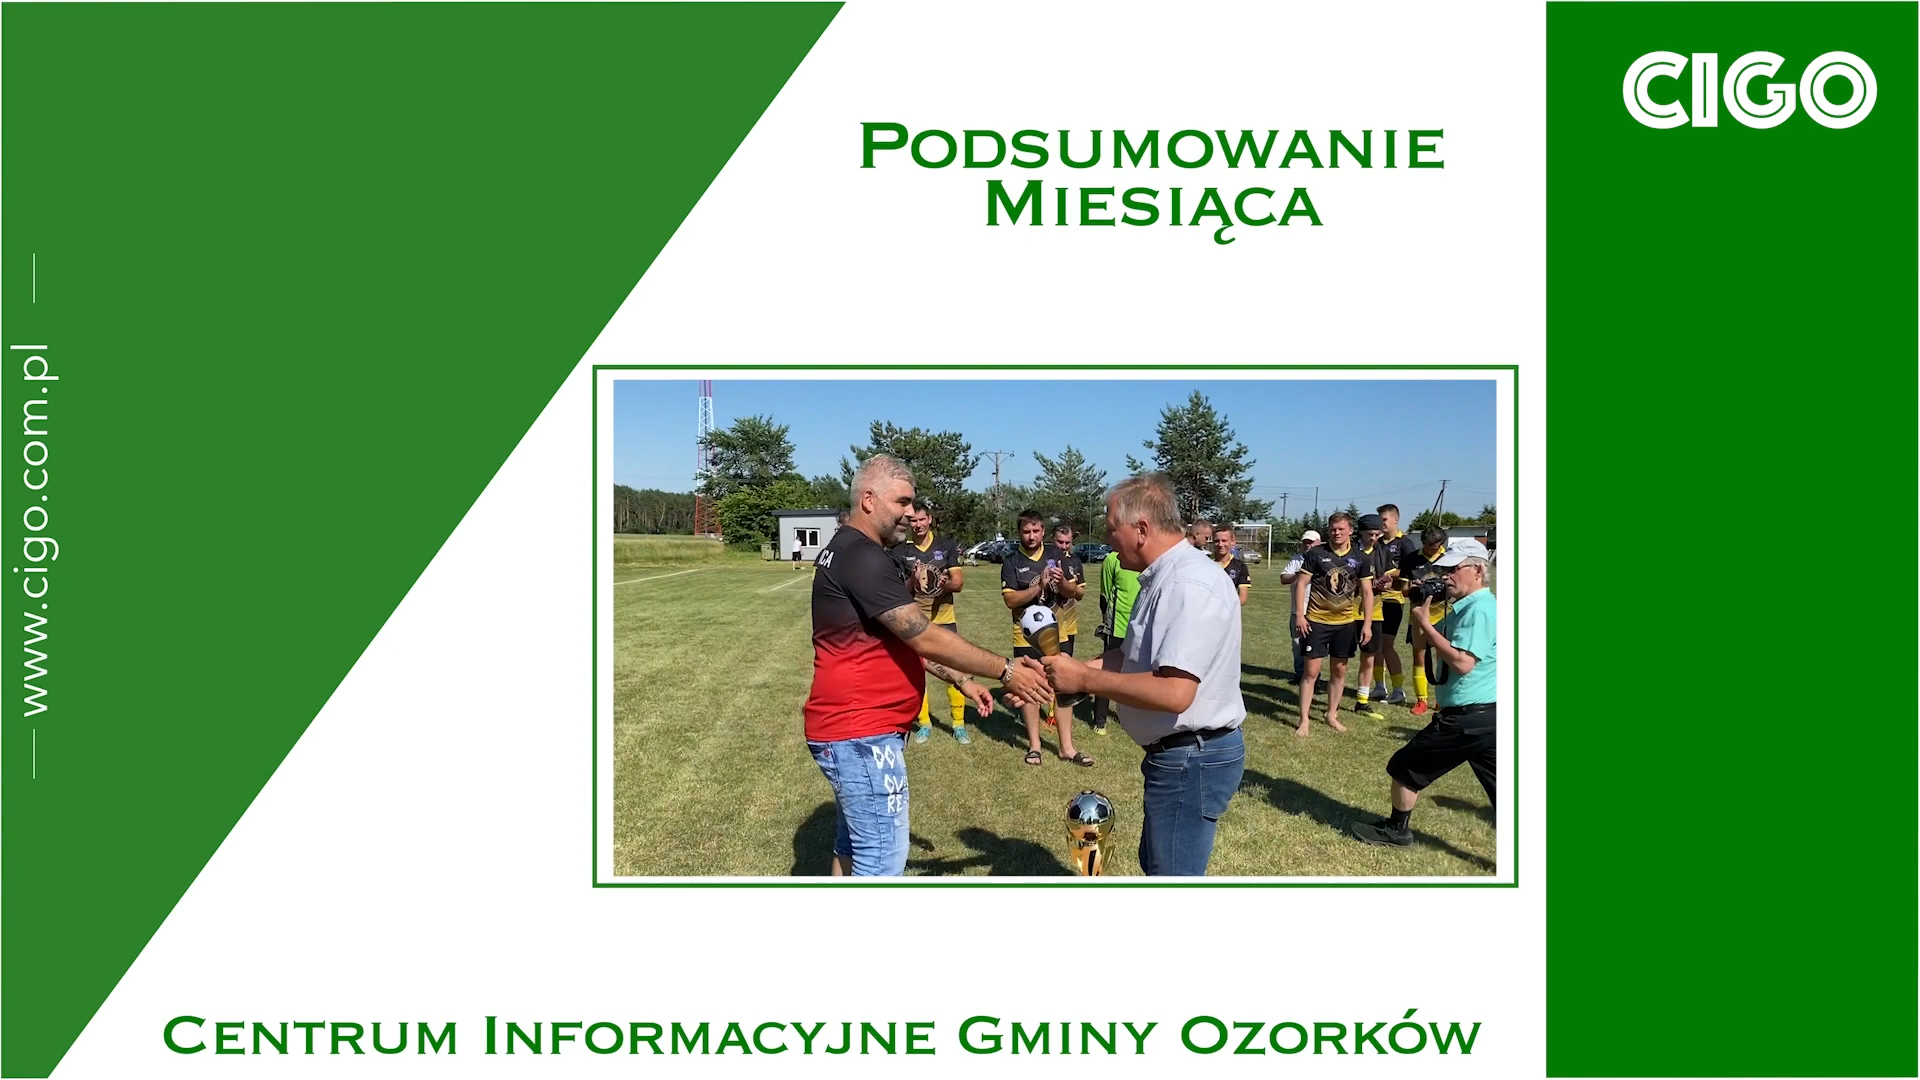 CIGO
PODSUMOWANIE
MIESIĄCA
www.cigo.com.pl
CENTRUM INFORMACYJNE GMINY OZORKÓW